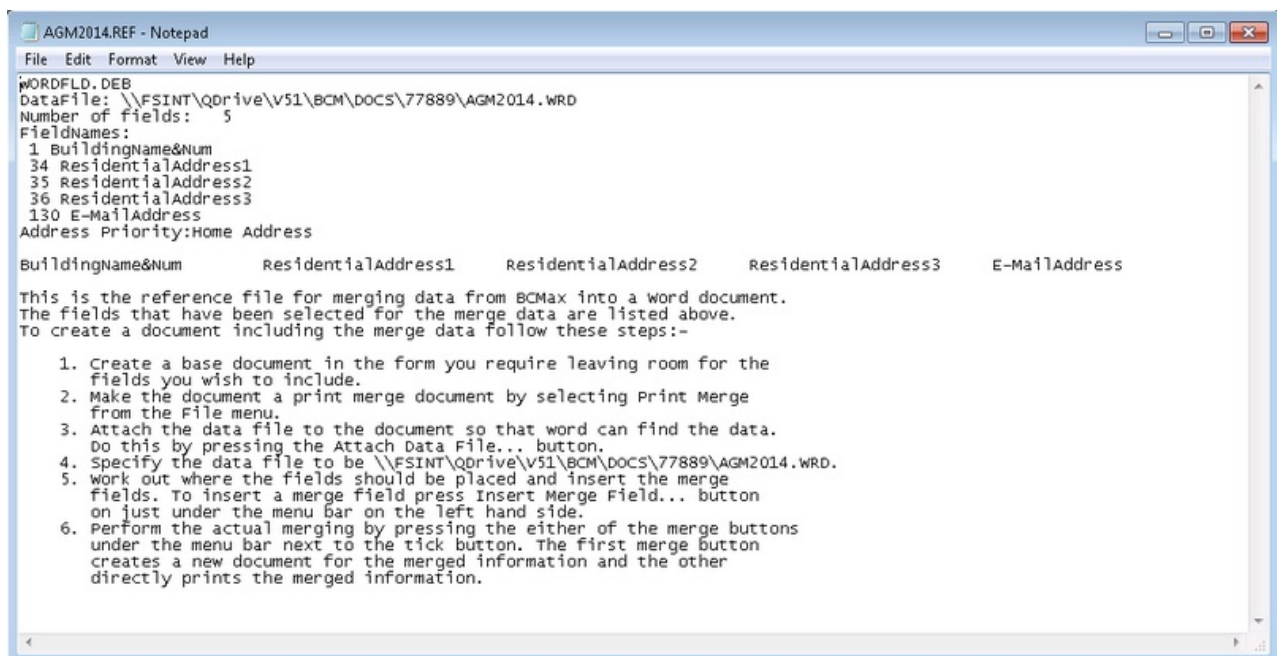 AGM2014.REF - Notepad
File Edit Format View Help
WORDFLD.DEB
DataFile: \\FSINT\QDrive\V51\BCM\DOCS\77889\AGM2014.WRD
Number of fields: 5
FieldNames:
1 BuildingName&Num
34 ResidentialAddress1
35 ResidentialAddress2
36 ResidentialAddress3
130 E-MailAddress
Address Priority:Home Address
BuildingName&Num ResidentialAddress1 ResidentialAddress2 ResidentialAddress3 E-MailAddress
This is the reference file for merging data from BCMax into a Word document.
The fields that have been selected for the merge data are listed above.
To create a document including the merge data follow these steps:-
1. Create a base document in the form you require leaving room for the
fields you wish to include.
2. Make the document a print merge document by selecting Print Merge
from the File menu.
3. Attach the data file to the document so that word can find the data.
Do this by pressing the Attach Data File... button.
4. Specify the data file to be \\FSINT\QDrive\V51\BCM\DOCS\77889\AGM2014.WRD.
5. Work out where the fields should be placed and insert the merge
fields. To insert a merge field press Insert Merge Field... button
on just under the menu bar on the left hand side.
6. Perform the actual merging by pressing the either of the merge buttons
under the menu bar next to the tick button. The first merge button
creates a new document for the merged information and the other
directly prints the merged information.